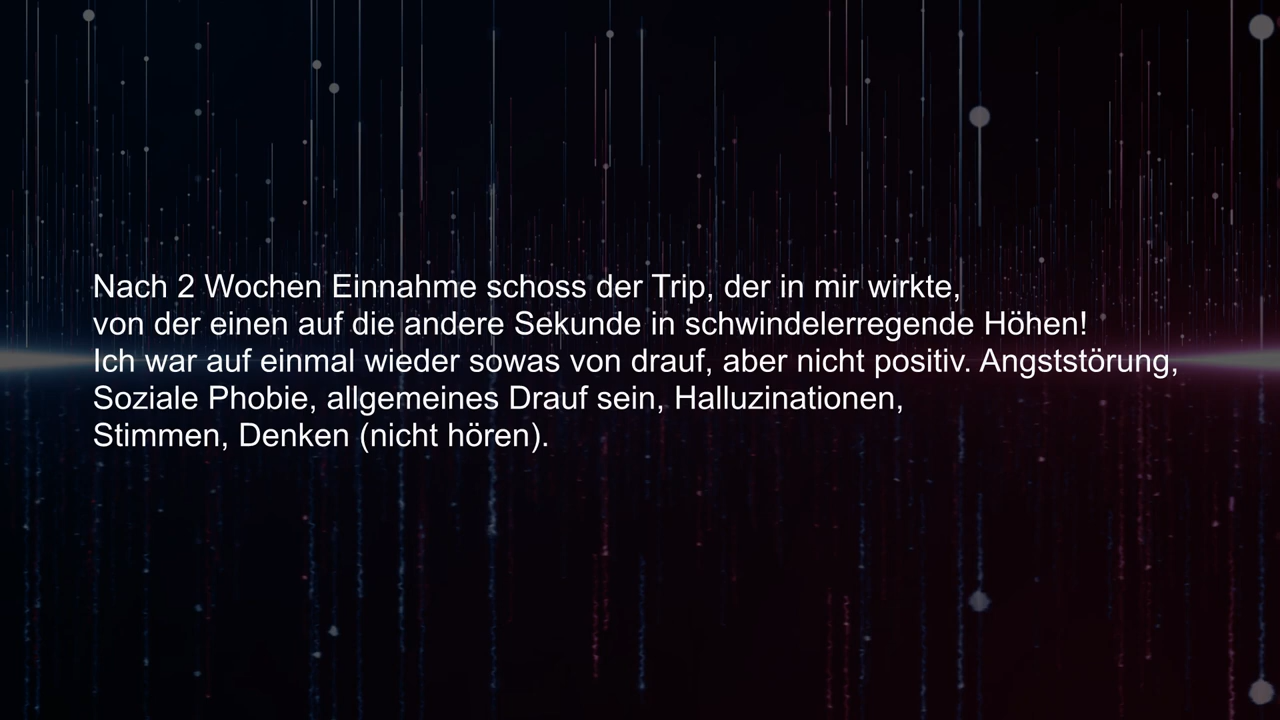 Nach 2 Wochen Einnahme schoss der Trip, der in mir wirkte,
von der einen auf die andere Sekunde in schwindelerregende Höhen!
Ich war auf einmal wieder sowas von drauf, aber nicht positiv. Angststörung,
Soziale Phobie, allgemeines Drauf sein, Halluzinationen,
Stimmen, Denken (nicht hören).